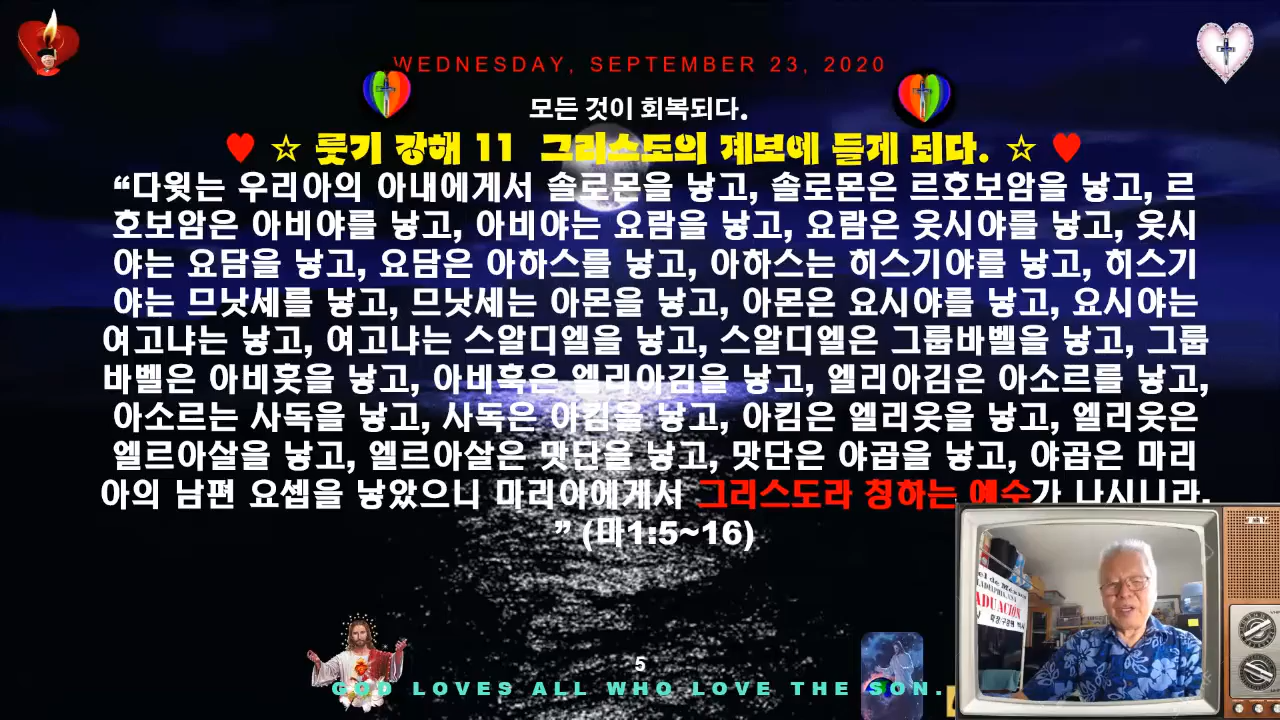 WEDNESDAY, SEPTEMBER 23, 2020
모든 것이 회복되다.
♥ ☆ 룻기 강해 11 그리스도의 계보에 들게 되다. ☆ ♥
“다윗는 우리아의 아내에게서 솔로몬을 낳고, 솔로몬은 르호보암을 낳고, 르
호보암은 아비야를 낳고, 아비야는 요람을 낳고, 요람은 웃시야를 낳고, 웃시
야는 요담을 낳고, 요담은 아하스를 낳고, 아하스는 히스기야를 낳고, 히스기
야는 므낫세를 낳고, 므낫세는 아몬을 낳고, 아몬은 요시야를 낳고, 요시야는
여고냐는 낳고, 여고냐는 스알디엘을 낳고, 스알디엘은 그룹바벨을 낳고, 그룹
바벨은 아비훗을 낳고, 아비훅은 엘리아김을 낳고, 엘리아김은 아소르를 낳고,
아소르는 사독을 낳고, 사독은 아킴을 낳고, 아킴은 엘리웃을 낳고, 엘리웃은
엘르아살을 낳고, 엘르아살은 맛단을 낳고, 맛단은 야곱을 낳고, 야곱은 마리
아의 남편 요셉을 낳았으니 마리아에게서 그리스도라 칭하는 예수가 나시니라.
” (마1:5~16)
ADUACIÓN
5
GOD LOVES ALL WHO LOVE THE SON.